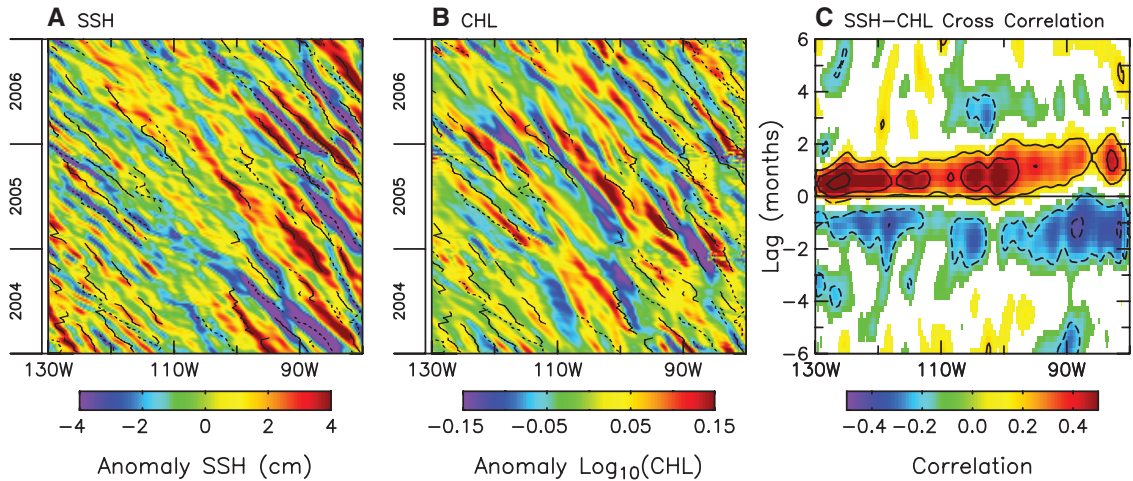 A SSH
B CHL
C SSH–CHL Cross Correlation
2006
2005
2004
130W 110W 90W
−4 −2 0 2 4
Anomaly SSH (cm)
2006
2005
2004
130W 110W 90W
−0.15 −0.05 0.05 0.15
Anomaly Log10(CHL)
Lag (months)
6
4
2
0
−2
−4
−6
130W 110W 90W
−0.4 −0.2 0.0 0.2 0.4
Correlation